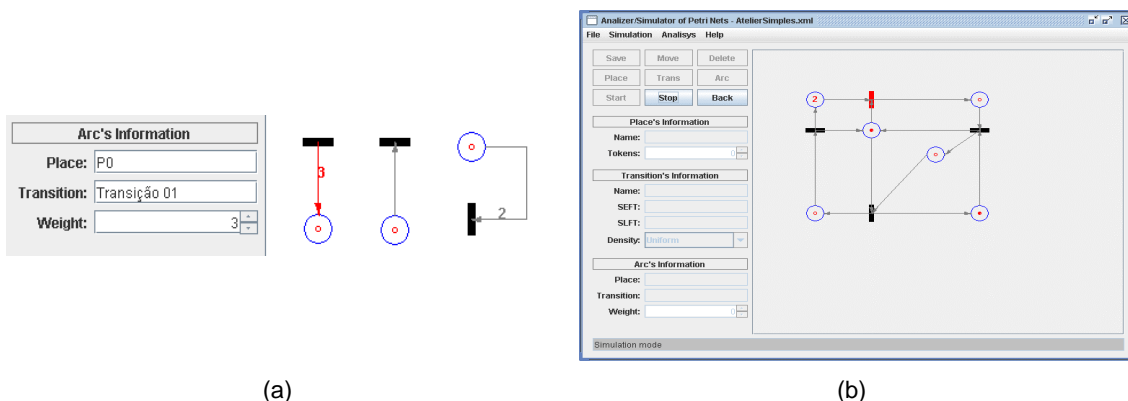 Arc's Information
Place: P0
Transition: Transição 01
Weight: 3
3
2
(a)
Analizer/Simulator of Petri Nets - AtelierSimples.xml
File Simulation Analisys Help
Save Move Delete
Place Trans Arc
Start Stop Back
Place's Information
Name:
Tokens: 0
Transition's Information
Name:
SEFT:
SLFT:
Density: Uniform
Arc's Information
Place:
Transition:
Weight: 0
2
Simulation mode
(b)